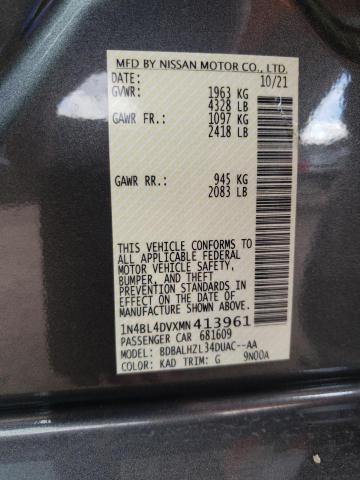 MFD BY NISSAN MOTOR CO., LTD.
DATE: 10/21
GVWR: 1963 KG
4328 LB
GAWR FR: 1097 KG
2418 LB
GAWR RR: 945 KG
2083 LB
THIS VEHICLE CONFORMS TO
ALL APPLICABLE FEDERAL
MOTOR VEHICLE SAFETY,
BUMPER, AND THEFT
PREVENTION STANDARDS IN
EFFECT ON THE DATE OF
MANUFACTURE SHOWN ABOVE.
1N4BL4DVXMN413961
PASSENGER CAR 681609
MODEL: BDBALHZL34DUAC--AA
COLOR: KAD TRIM: G 9N00A